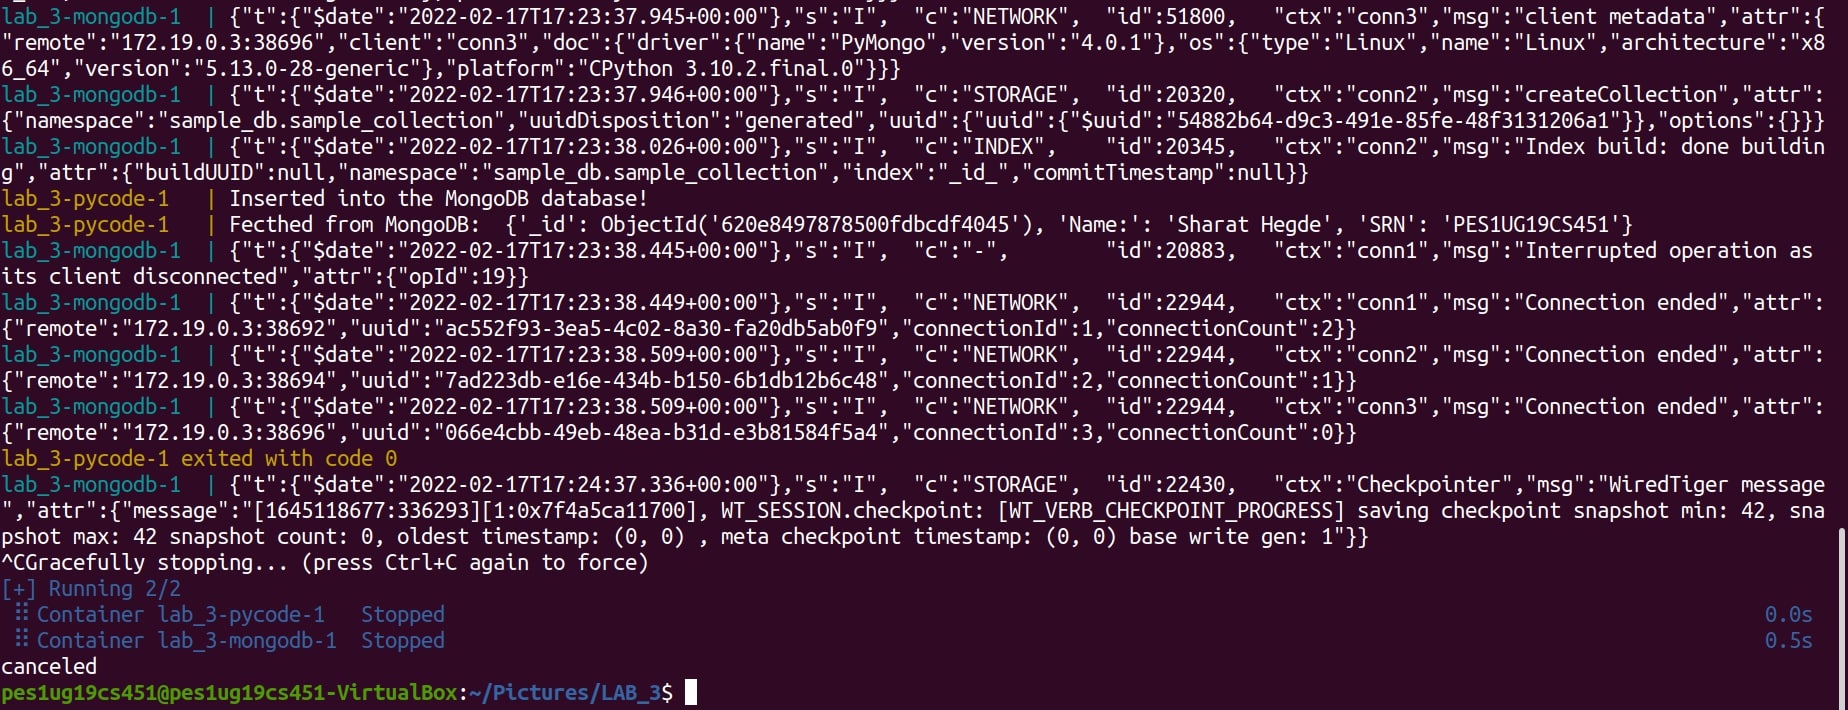 lab_3-mongodb-1  | {"t":{"$date":"2022-02-17T17:23:37.945+00:00"},"s":"I",  "c":"NETWORK",  "id":51800,   "ctx":"conn3","msg":"client metadata","attr":{
"remote":"172.19.0.3:38696","client":"conn3","doc":{"driver":{"name":"PyMongo","version":"4.0.1"},"os":{"type":"Linux","name":"Linux","architecture":"x8
6_64","version":"5.13.0-28-generic"},"platform":"CPython 3.10.2.final.0"}}}
lab_3-mongodb-1  | {"t":{"$date":"2022-02-17T17:23:37.946+00:00"},"s":"I",  "c":"STORAGE",  "id":20320,   "ctx":"conn2","msg":"createCollection","attr":
{"namespace":"sample_db.sample_collection","uuidDisposition":"generated","uuid":{"uuid":{"$uuid":"54882b64-d9c3-491e-85fe-48f3131206a1"}},"options":{}}}
lab_3-mongodb-1  | {"t":{"$date":"2022-02-17T17:23:38.026+00:00"},"s":"I",  "c":"INDEX",    "id":20345,   "ctx":"conn2","msg":"Index build: done buildin
g","attr":{"buildUUID":null,"namespace":"sample_db.sample_collection","index":"_id_","commitTimestamp":null}}
lab_3-pycode-1   | Inserted into the MongoDB database!
lab_3-pycode-1   | Fecthed from MongoDB:  {'_id': ObjectId('620e8497878500fdbcdf4045'), 'Name:': 'Sharat Hegde', 'SRN': 'PES1UG19CS451'}
lab_3-mongodb-1  | {"t":{"$date":"2022-02-17T17:23:38.445+00:00"},"s":"I",  "c":"-",        "id":20883,   "ctx":"conn1","msg":"Interrupted operation as
its client disconnected","attr":{"opId":19}}
lab_3-mongodb-1  | {"t":{"$date":"2022-02-17T17:23:38.449+00:00"},"s":"I",  "c":"NETWORK",  "id":22944,   "ctx":"conn1","msg":"Connection ended","attr":
{"remote":"172.19.0.3:38692","uuid":"ac552f93-3ea5-4c02-8a30-fa20db5ab0f9","connectionId":1,"connectionCount":2}}
lab_3-mongodb-1  | {"t":{"$date":"2022-02-17T17:23:38.509+00:00"},"s":"I",  "c":"NETWORK",  "id":22944,   "ctx":"conn2","msg":"Connection ended","attr":
{"remote":"172.19.0.3:38694","uuid":"7ad223db-e16e-434b-b150-6b1db12b6c48","connectionId":2,"connectionCount":1}}
lab_3-mongodb-1  | {"t":{"$date":"2022-02-17T17:23:38.509+00:00"},"s":"I",  "c":"NETWORK",  "id":22944,   "ctx":"conn3","msg":"Connection ended","attr":
{"remote":"172.19.0.3:38696","uuid":"066e4cbb-49eb-48ea-b31d-e3b81584f5a4","connectionId":3,"connectionCount":0}}
lab_3-pycode-1 exited with code 0
lab_3-mongodb-1  | {"t":{"$date":"2022-02-17T17:24:37.336+00:00"},"s":"I",  "c":"STORAGE",  "id":22430,   "ctx":"Checkpointer","msg":"WiredTiger message
","attr":{"message":"[1645118677:336293][1:0x7f4a5ca11700], WT_SESSION.checkpoint: [WT_VERB_CHECKPOINT_PROGRESS] saving checkpoint snapshot min: 42, sna
pshot max: 42 snapshot count: 0, oldest timestamp: (0, 0) , meta checkpoint timestamp: (0, 0) base write gen: 1"}}
^CGracefully stopping... (press Ctrl+C again to force)
[+] Running 2/2
 ⠿ Container lab_3-pycode-1   Stopped 0.0s
 ⠿ Container lab_3-mongodb-1  Stopped 0.5s
canceled
pes1ug19cs451@pes1ug19cs451-VirtualBox:~/Pictures/LAB_3$